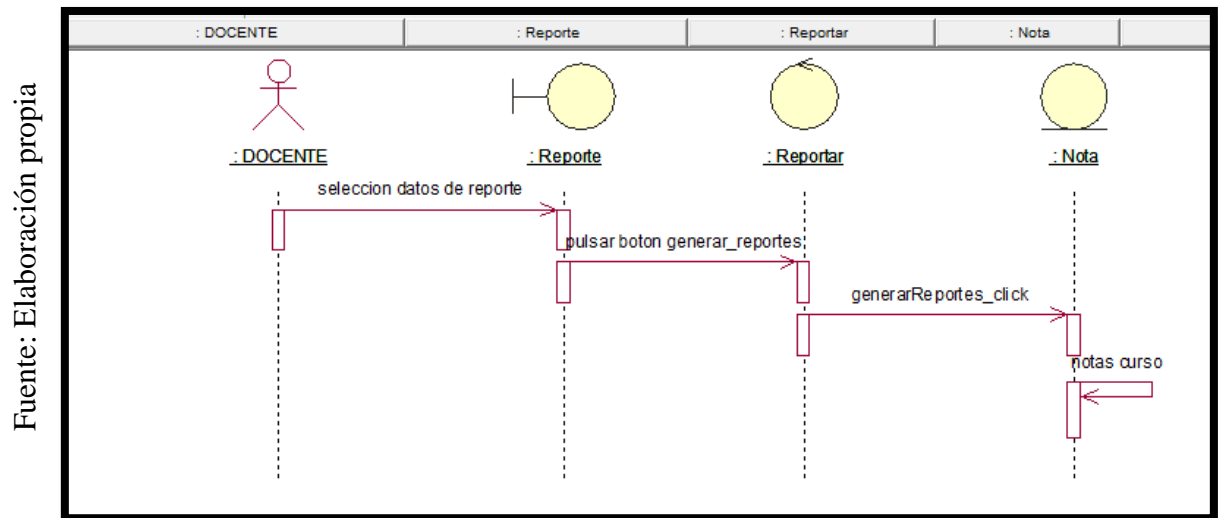 : DOCENTE
: Reporte
: Reportar
: Nota
Fuente: Elaboración propia
: DOCENTE
: Reporte
: Reportar
: Nota
seleccion datos de reporte
pulsar boton generar_reportes
generarReportes_click
notas curso